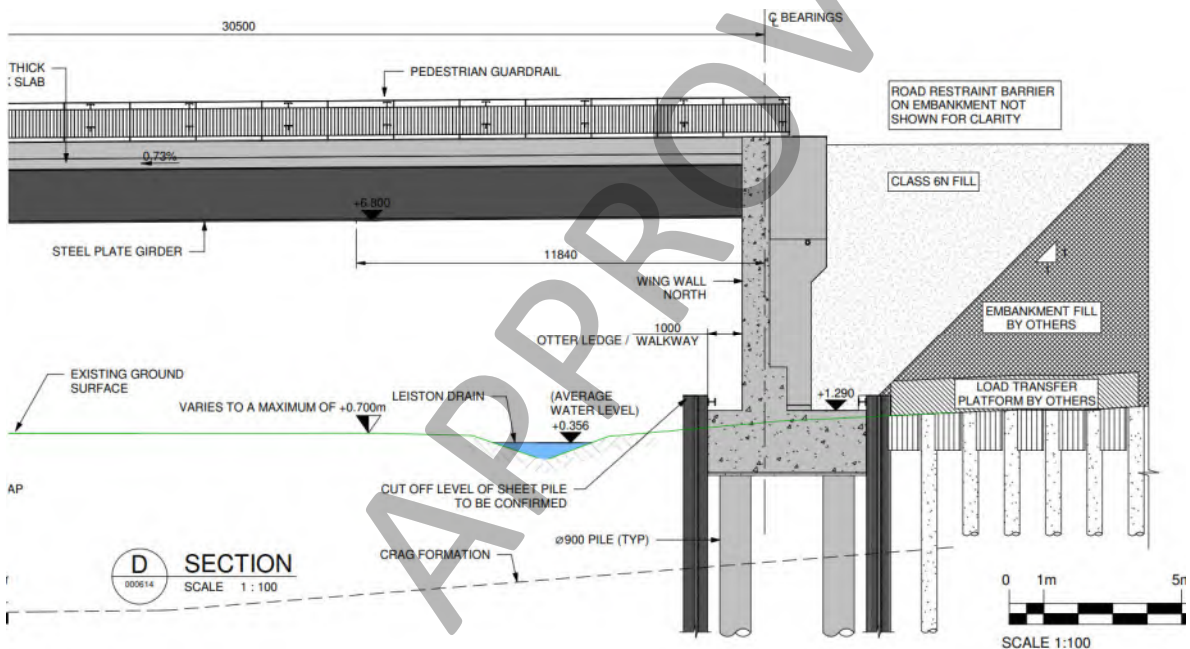 30500
℄ BEARINGS
THICK
SLAB
PEDESTRIAN GUARDRAIL
ROAD RESTRAINT BARRIER
ON EMBANKMENT NOT
SHOWN FOR CLARITY
0.73%
CLASS 6N FILL
+6.800
STEEL PLATE GIRDER
11840
WING WALL
NORTH
1
1
1000
OTTER LEDGE / WALKWAY
EMBANKMENT FILL
BY OTHERS
EXISTING GROUND
SURFACE
VARIES TO A MAXIMUM OF +0.700m
LEISTON DRAIN
(AVERAGE
WATER LEVEL)
+0.356
+1.290
LOAD TRANSFER
PLATFORM BY OTHERS
AP
CUT OFF LEVEL OF SHEET PILE
TO BE CONFIRMED
⌀900 PILE (TYP)
CRAG FORMATION
D
000614
SECTION
SCALE 1 : 100
0 1m 5m
SCALE 1:100
APPROV